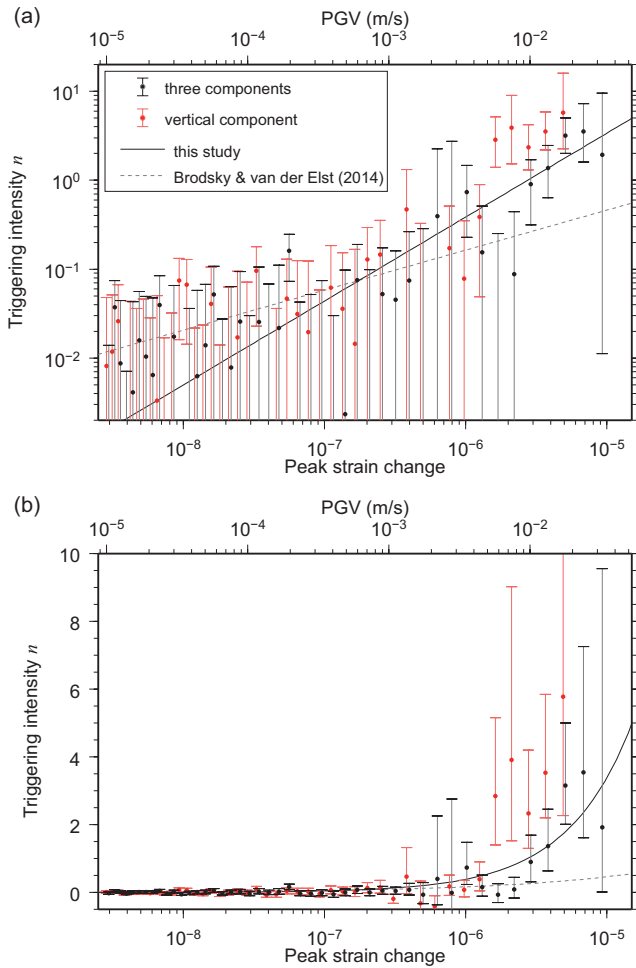 (a)
PGV (m/s)
10⁻⁵ 10⁻⁴ 10⁻³ 10⁻²
three components
vertical component
this study
Brodsky & van der Elst (2014)
Triggering intensity n
10¹
10⁰
10⁻¹
10⁻²
10⁻⁸ 10⁻⁷ 10⁻⁶ 10⁻⁵
Peak strain change
(b)
PGV (m/s)
10⁻⁵ 10⁻⁴ 10⁻³ 10⁻²
Triggering intensity n
10
8
6
4
2
0
10⁻⁸ 10⁻⁷ 10⁻⁶ 10⁻⁵
Peak strain change